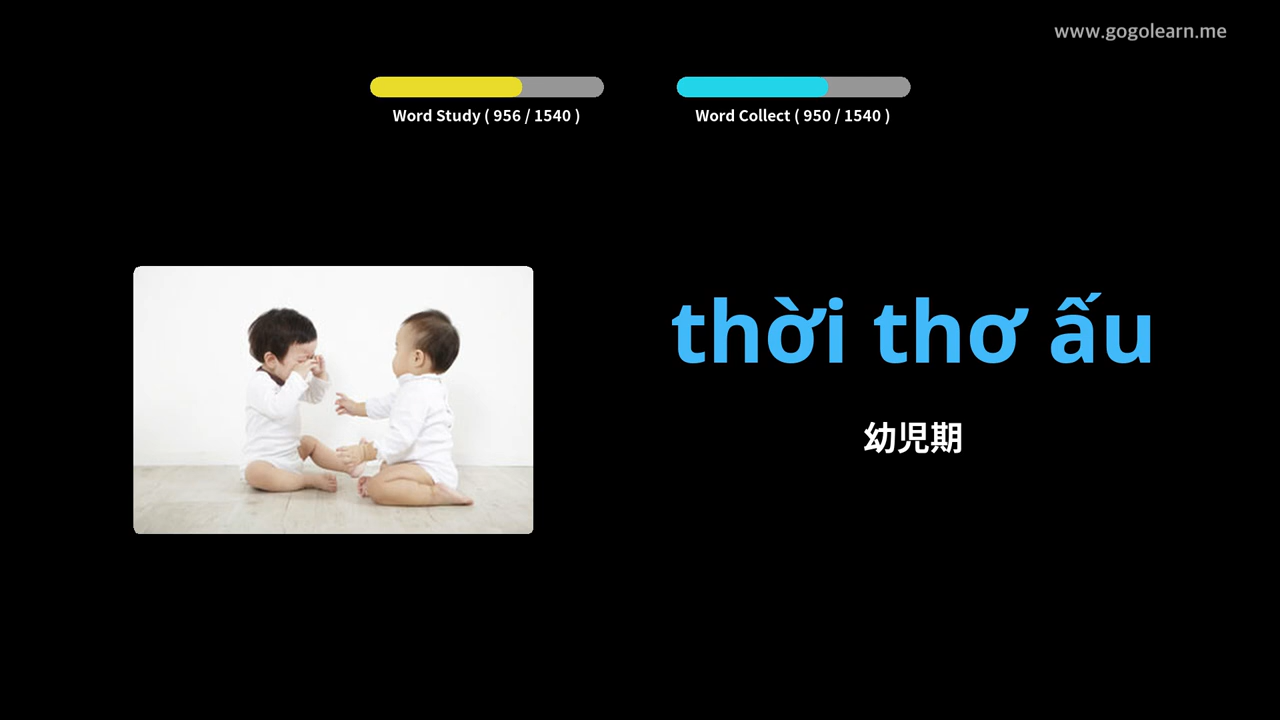 www.gogolearn.me
Word Study ( 956 / 1540 )
Word Collect ( 950 / 1540 )
thời thơ ấu
幼児期